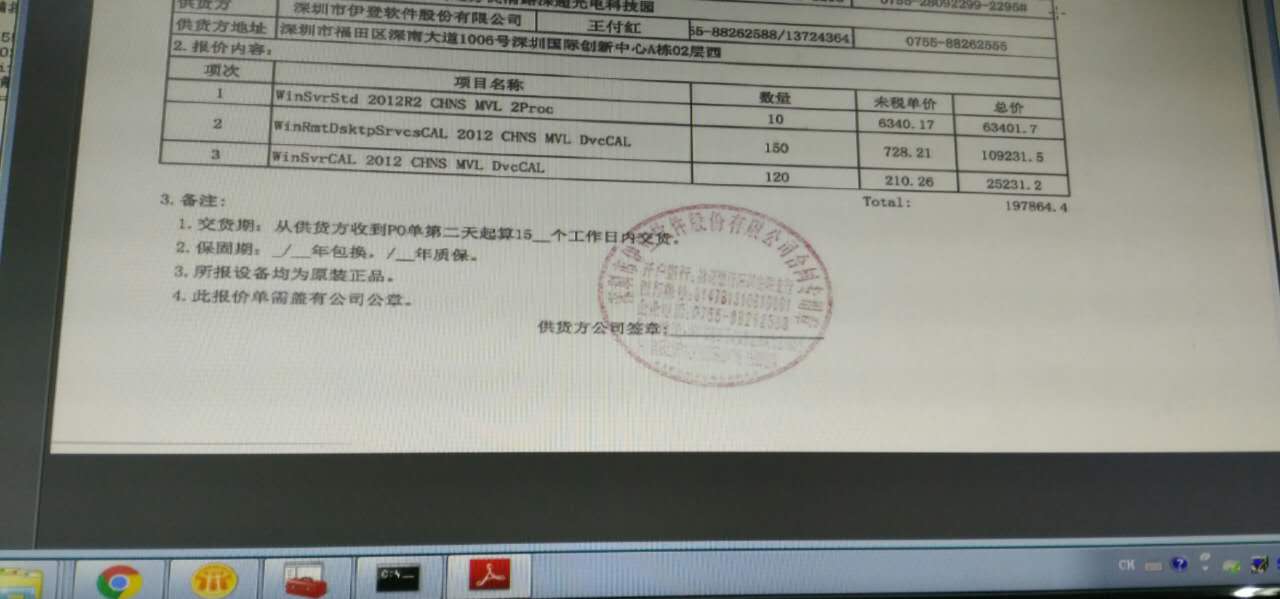 深超光电科技园
0755-28092299-2296#
供货方 深圳市伊登软件股份有限公司 王付红 55-88262588/13724364 0755-88262555
供货方地址 深圳市福田区深南大道1006号深圳国际创新中心A栋02层西
2. 报价内容:
项次 项目名称 数量 未税单价 总价
1 WinSvrStd 2012R2 CHNS MVL 2Proc 10 6340.17 63401.7
2 WinRmtDsktpSrvcsCAL 2012 CHNS MVL DvcCAL 150 728.21 109231.5
3 WinSvrCAL 2012 CHNS MVL DvcCAL 120 210.26 25231.2
Total: 197864.4
3. 备注:
1. 交货期: 从供货方收到PO单第二天起算15__个工作日内交货。
2. 保固期: _/__年包换, /__年质保。
3. 所报设备均为原装正品。
4. 此报价单需盖有公司公章。
供货方公司签章:
软件股份有限公司合同专用章
0755-88262588
C:\_
CK